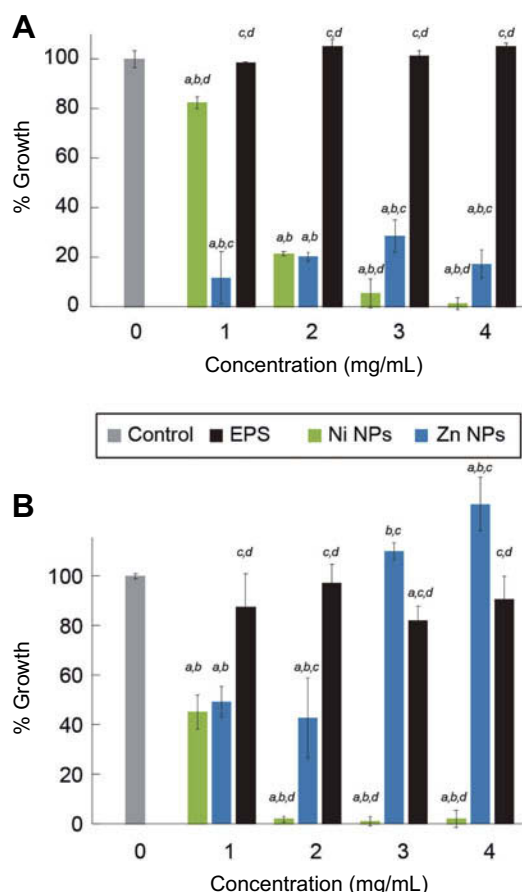 A
% Growth
100
80
60
40
20
0
a,b,d
a,b,c
c,d
a,b
a,b
c,d
a,b,d
a,b,c
c,d
a,b,d
a,b,c
c,d
0 1 2 3 4
Concentration (mg/mL)
Control EPS Ni NPs Zn NPs
B
% Growth
100
80
60
40
20
0
a,b
a,b
c,d
a,b,d
a,b,c
c,d
a,b,d
b,c
a,c,d
a,b,d
a,b,c
c,d
0 1 2 3 4
Concentration (mg/mL)